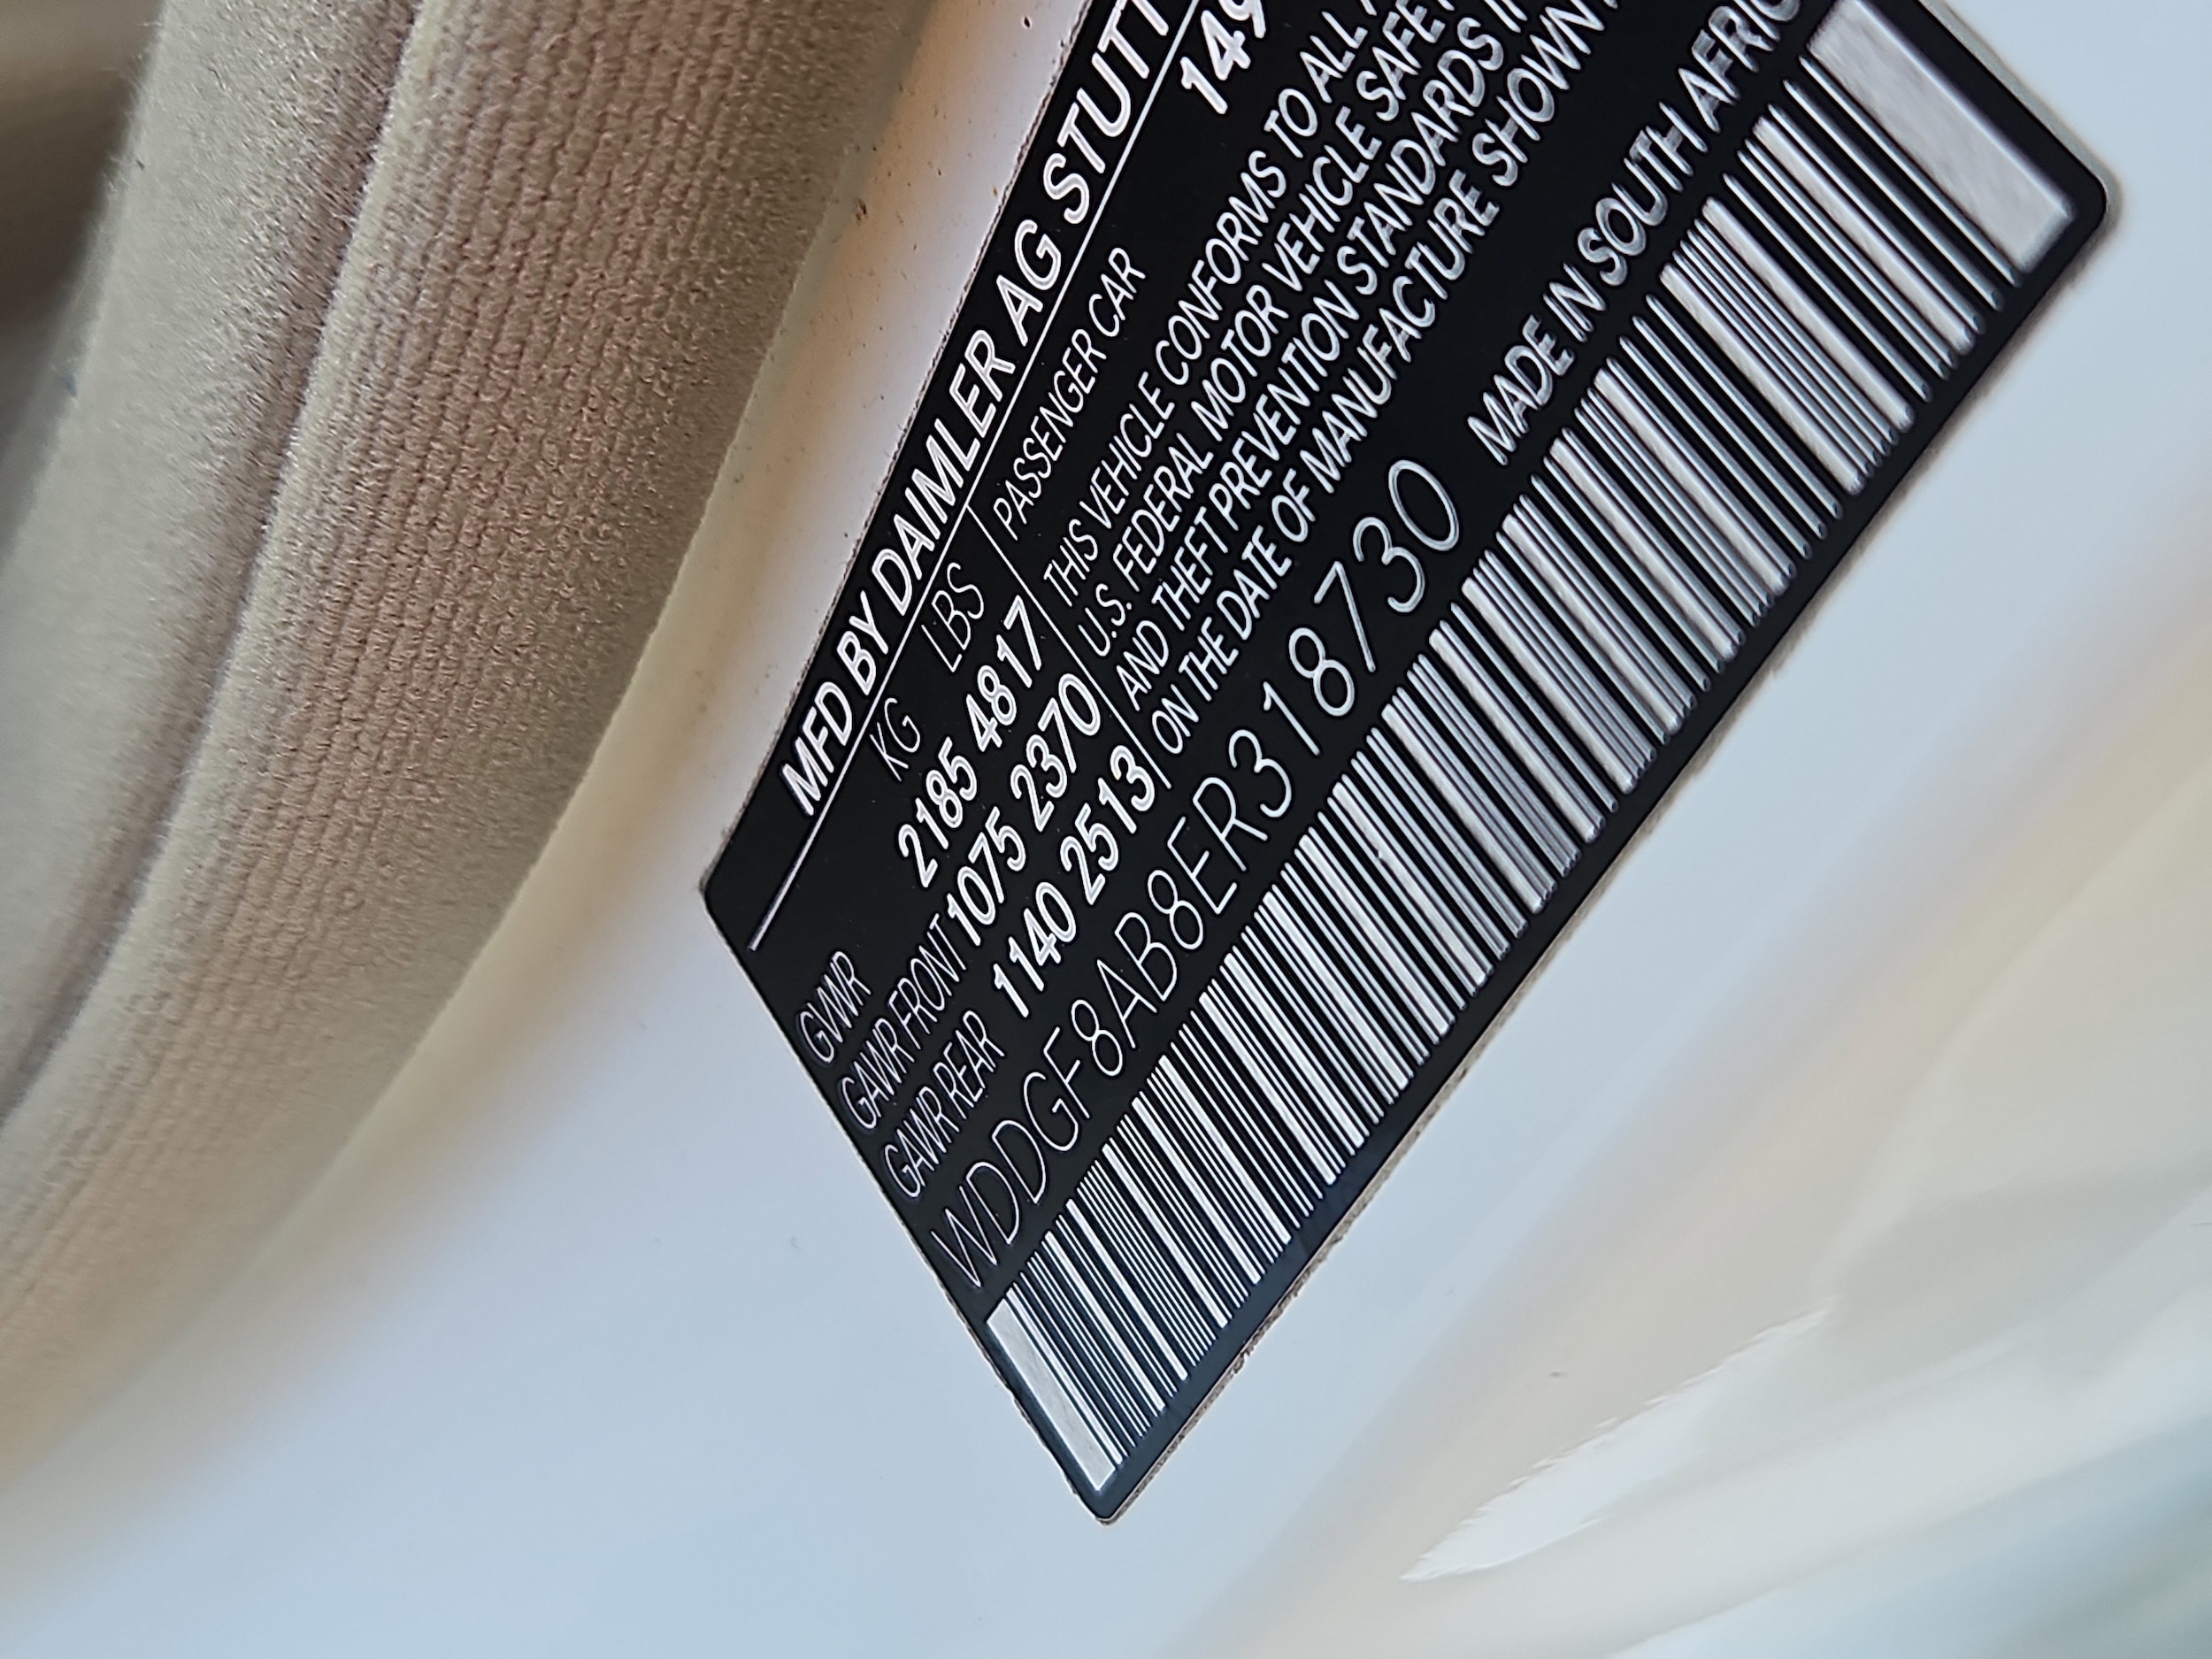 MFD BY DAIMLER AG STUTT
KG LBS
149
GVWR 2185 4817
GAWR FRONT 1075 2370
GAWR REAR 1140 2513
PASSENGER CAR
THIS VEHICLE CONFORMS TO ALL
U.S. FEDERAL MOTOR VEHICLE SAFE
AND THEFT PREVENTION STANDARDS
ON THE DATE OF MANUFACTURE SHOWN
WDDGF8AB8ER318730 MADE IN SOUTH AFRIC